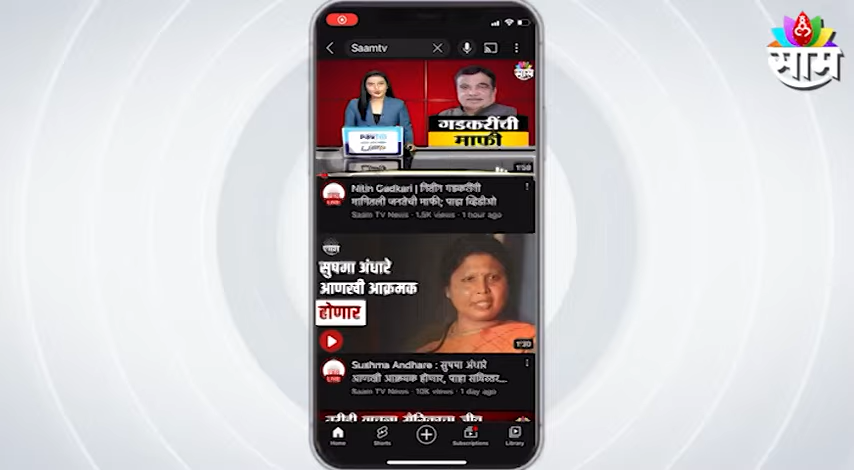 साम
Saamtv
साम
गडकरींची
माफी
PAYTM
1:58
Nitin Gadkari | नितीन गडकरींनी
मागितली जनतेची माफी; पाहा व्हिडीओ
Saam TV News · 1.5K views · 1 hour ago
सुषमा अंधारे
आणखी आक्रमक
होणार
1:20
Sushma Andhare : सुषमा अंधारे
आणखी आक्रमक होणार, पाहा सविस्तर...
Saam TV News · 10K views · 1 day ago
Home
Shorts
Subscriptions
Library